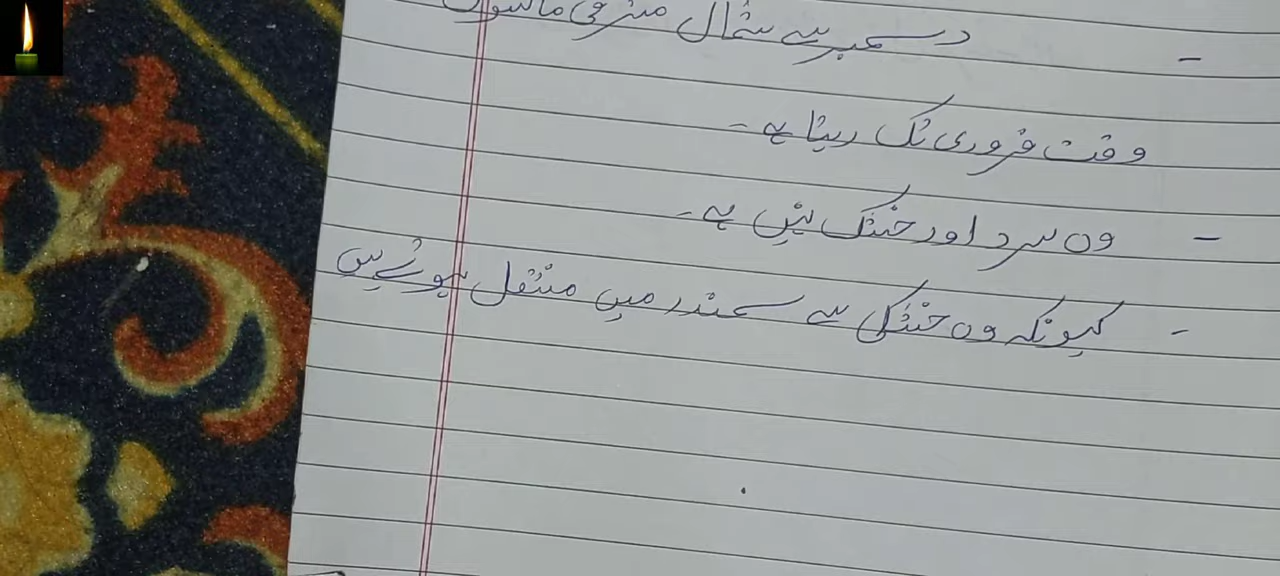 - دسمبر سے شمال مشرقی مانسون
وقت فروری تک رہتا ہے۔
- وہ سرد اور خشک ہیں ہے۔
- کیونکہ وہ خشکی سے سمندر میں منتقل ہوتے ہیں